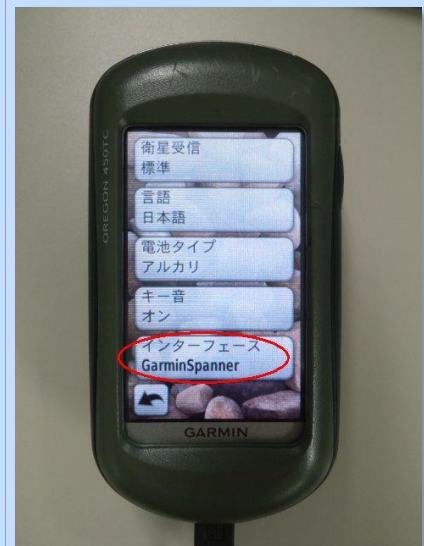 OREGON 450TC
衛星受信
標準
言語
日本語
電池タイプ
アルカリ
キー音
オン
インターフェース
GarminSpanner
GARMIN